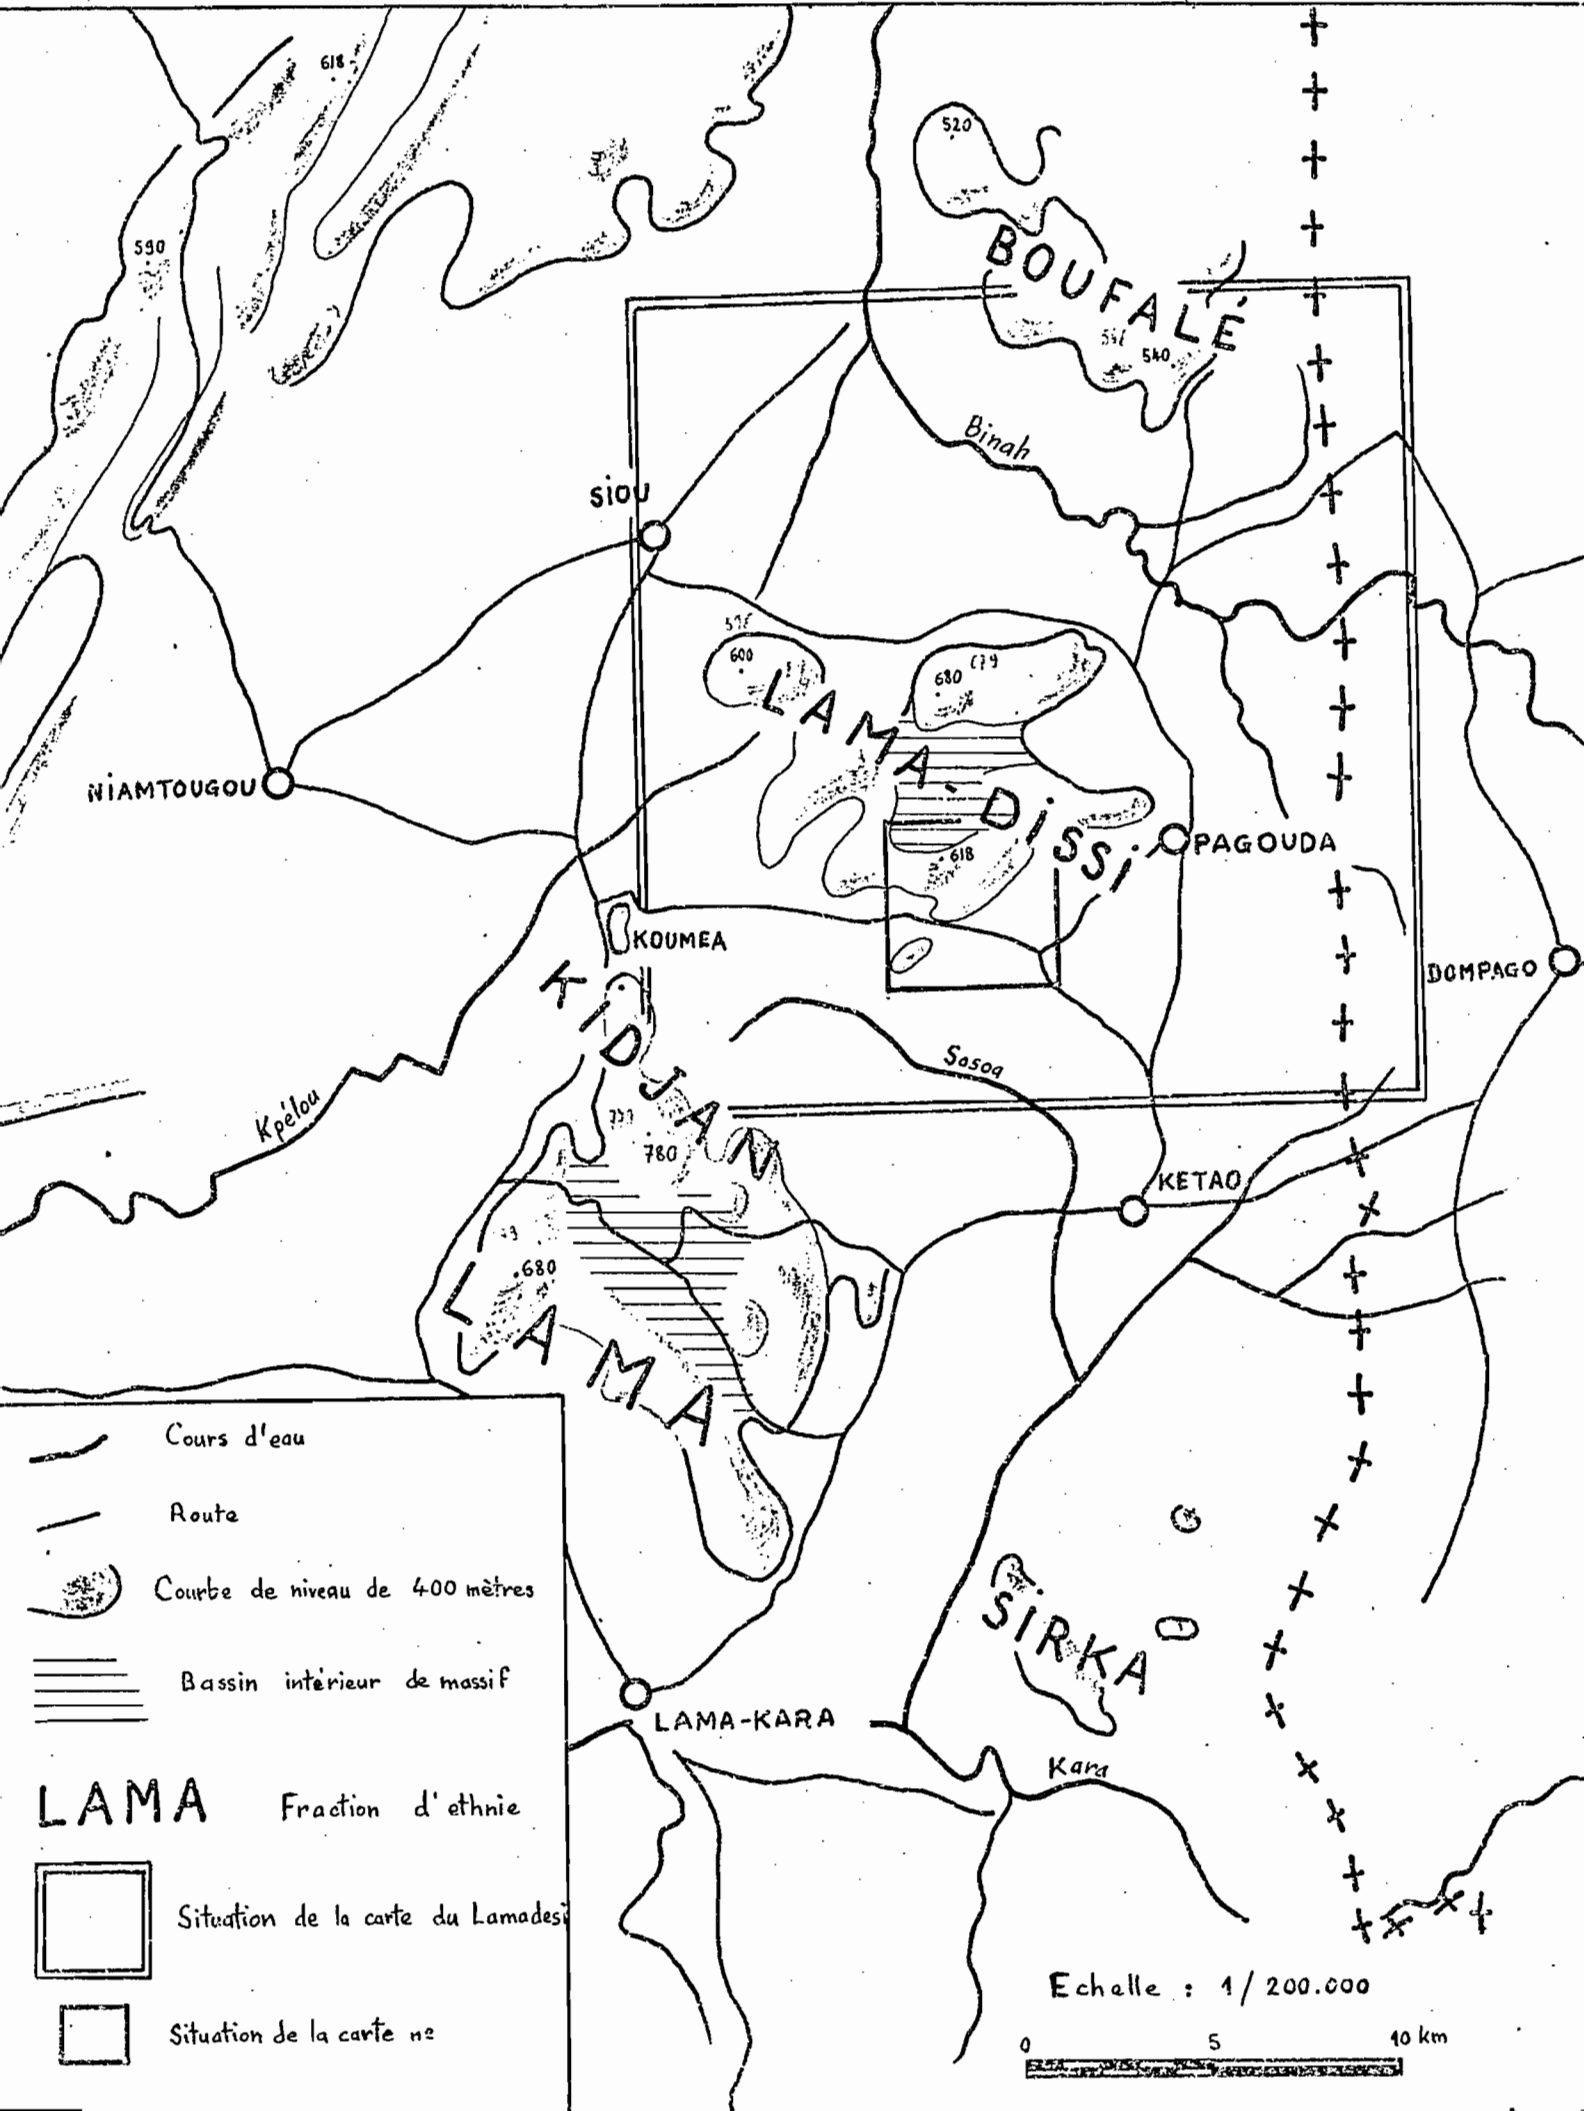 618
520
590
BOUFALÉ
540
Binah
Siou
600
680
679
LAMA-DISSI
NIAMTOUGOU
618
PAGOUDA
KOUMEA
DOMPAGO
KIDJAN
Sosoa
Kpélou
780
KETAO
680
LAMA
Cours d'eau
Route
Courbe de niveau de 400 mètres
Bassin intérieur de massif
LAMA Fraction d'ethnie
Situation de la carte du Lamadesi
Situation de la carte nº
SIRKA
LAMA-KARA
Kara
Echelle : 1/200.000
0 5 10 km